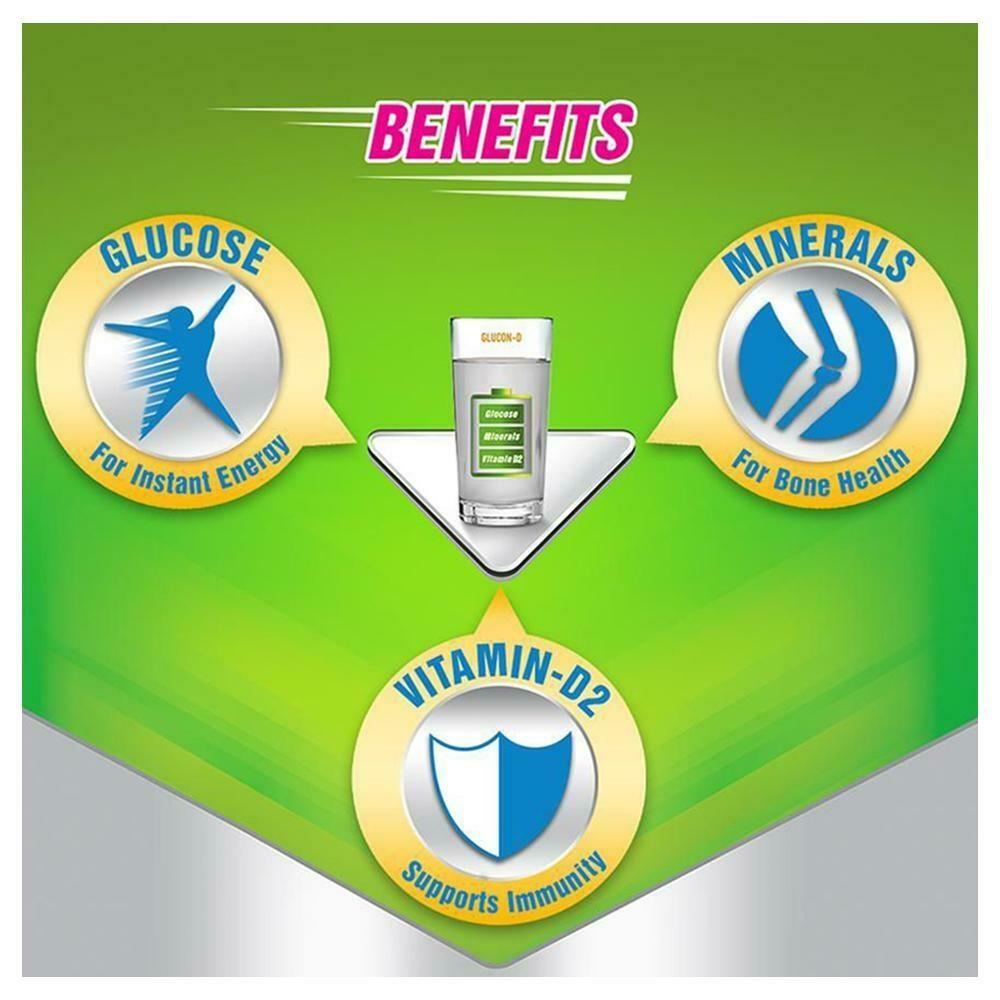 BENEFITS
GLUCOSE
For Instant Energy
MINERALS
For Bone Health
GLUCON-D
Glucose
Minerals
Vitamin D2
VITAMIN-D2
Supports Immunity